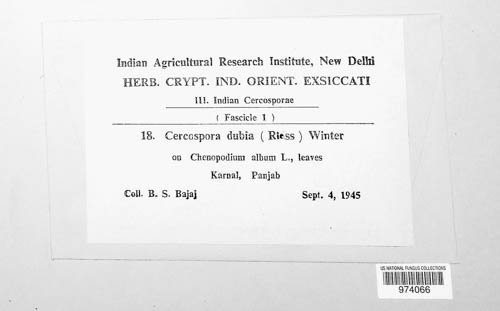 Indian Agricultural Research Institute, New Delhi
HERB. CRYPT. IND. ORIENT. EXSICCATI
III. Indian Cercosporae
( Fascicle 1 )
18. Cercospora dubia ( Riess ) Winter
on Chenopodium album L., leaves
Karnal, Panjab
Coll. B. S. Bajaj Sept. 4, 1945
US NATIONAL FUNGUS COLLECTIONS
974066